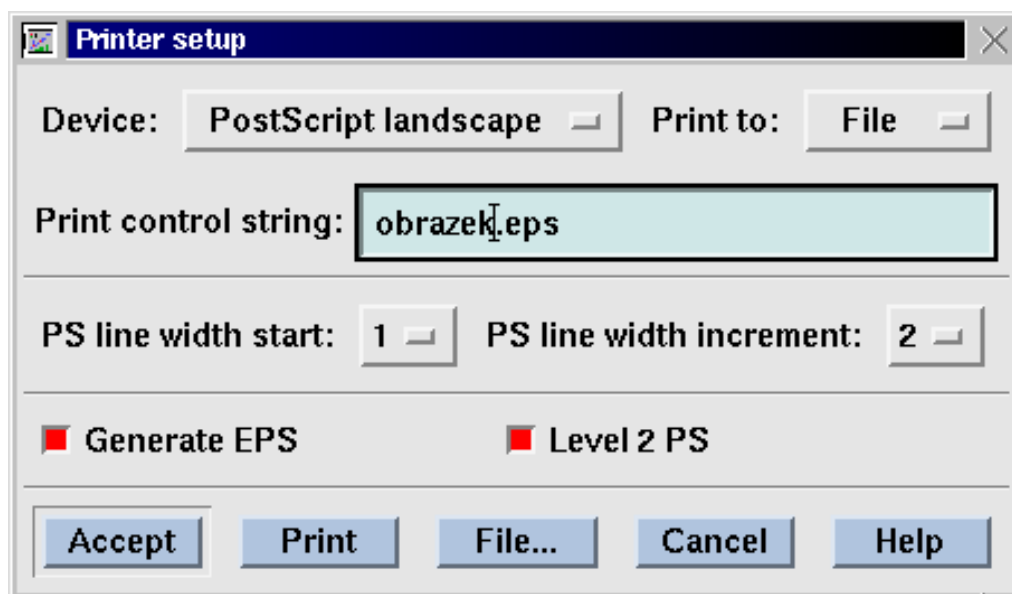 Printer setup
Device: PostScript landscape Print to: File
Print control string: obrazek.eps
PS line width start: 1 PS line width increment: 2
Generate EPS Level 2 PS
Accept Print File... Cancel Help